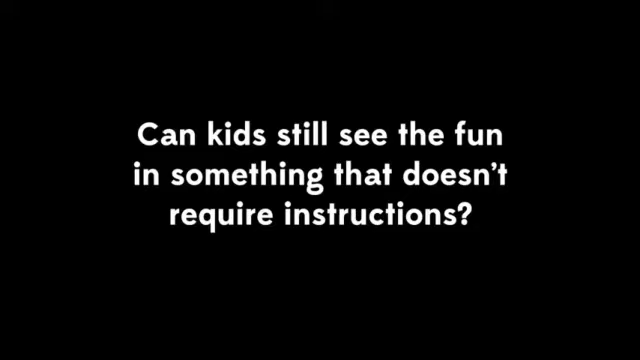 Can kids still see the fun
in something that doesn't
require instructions?